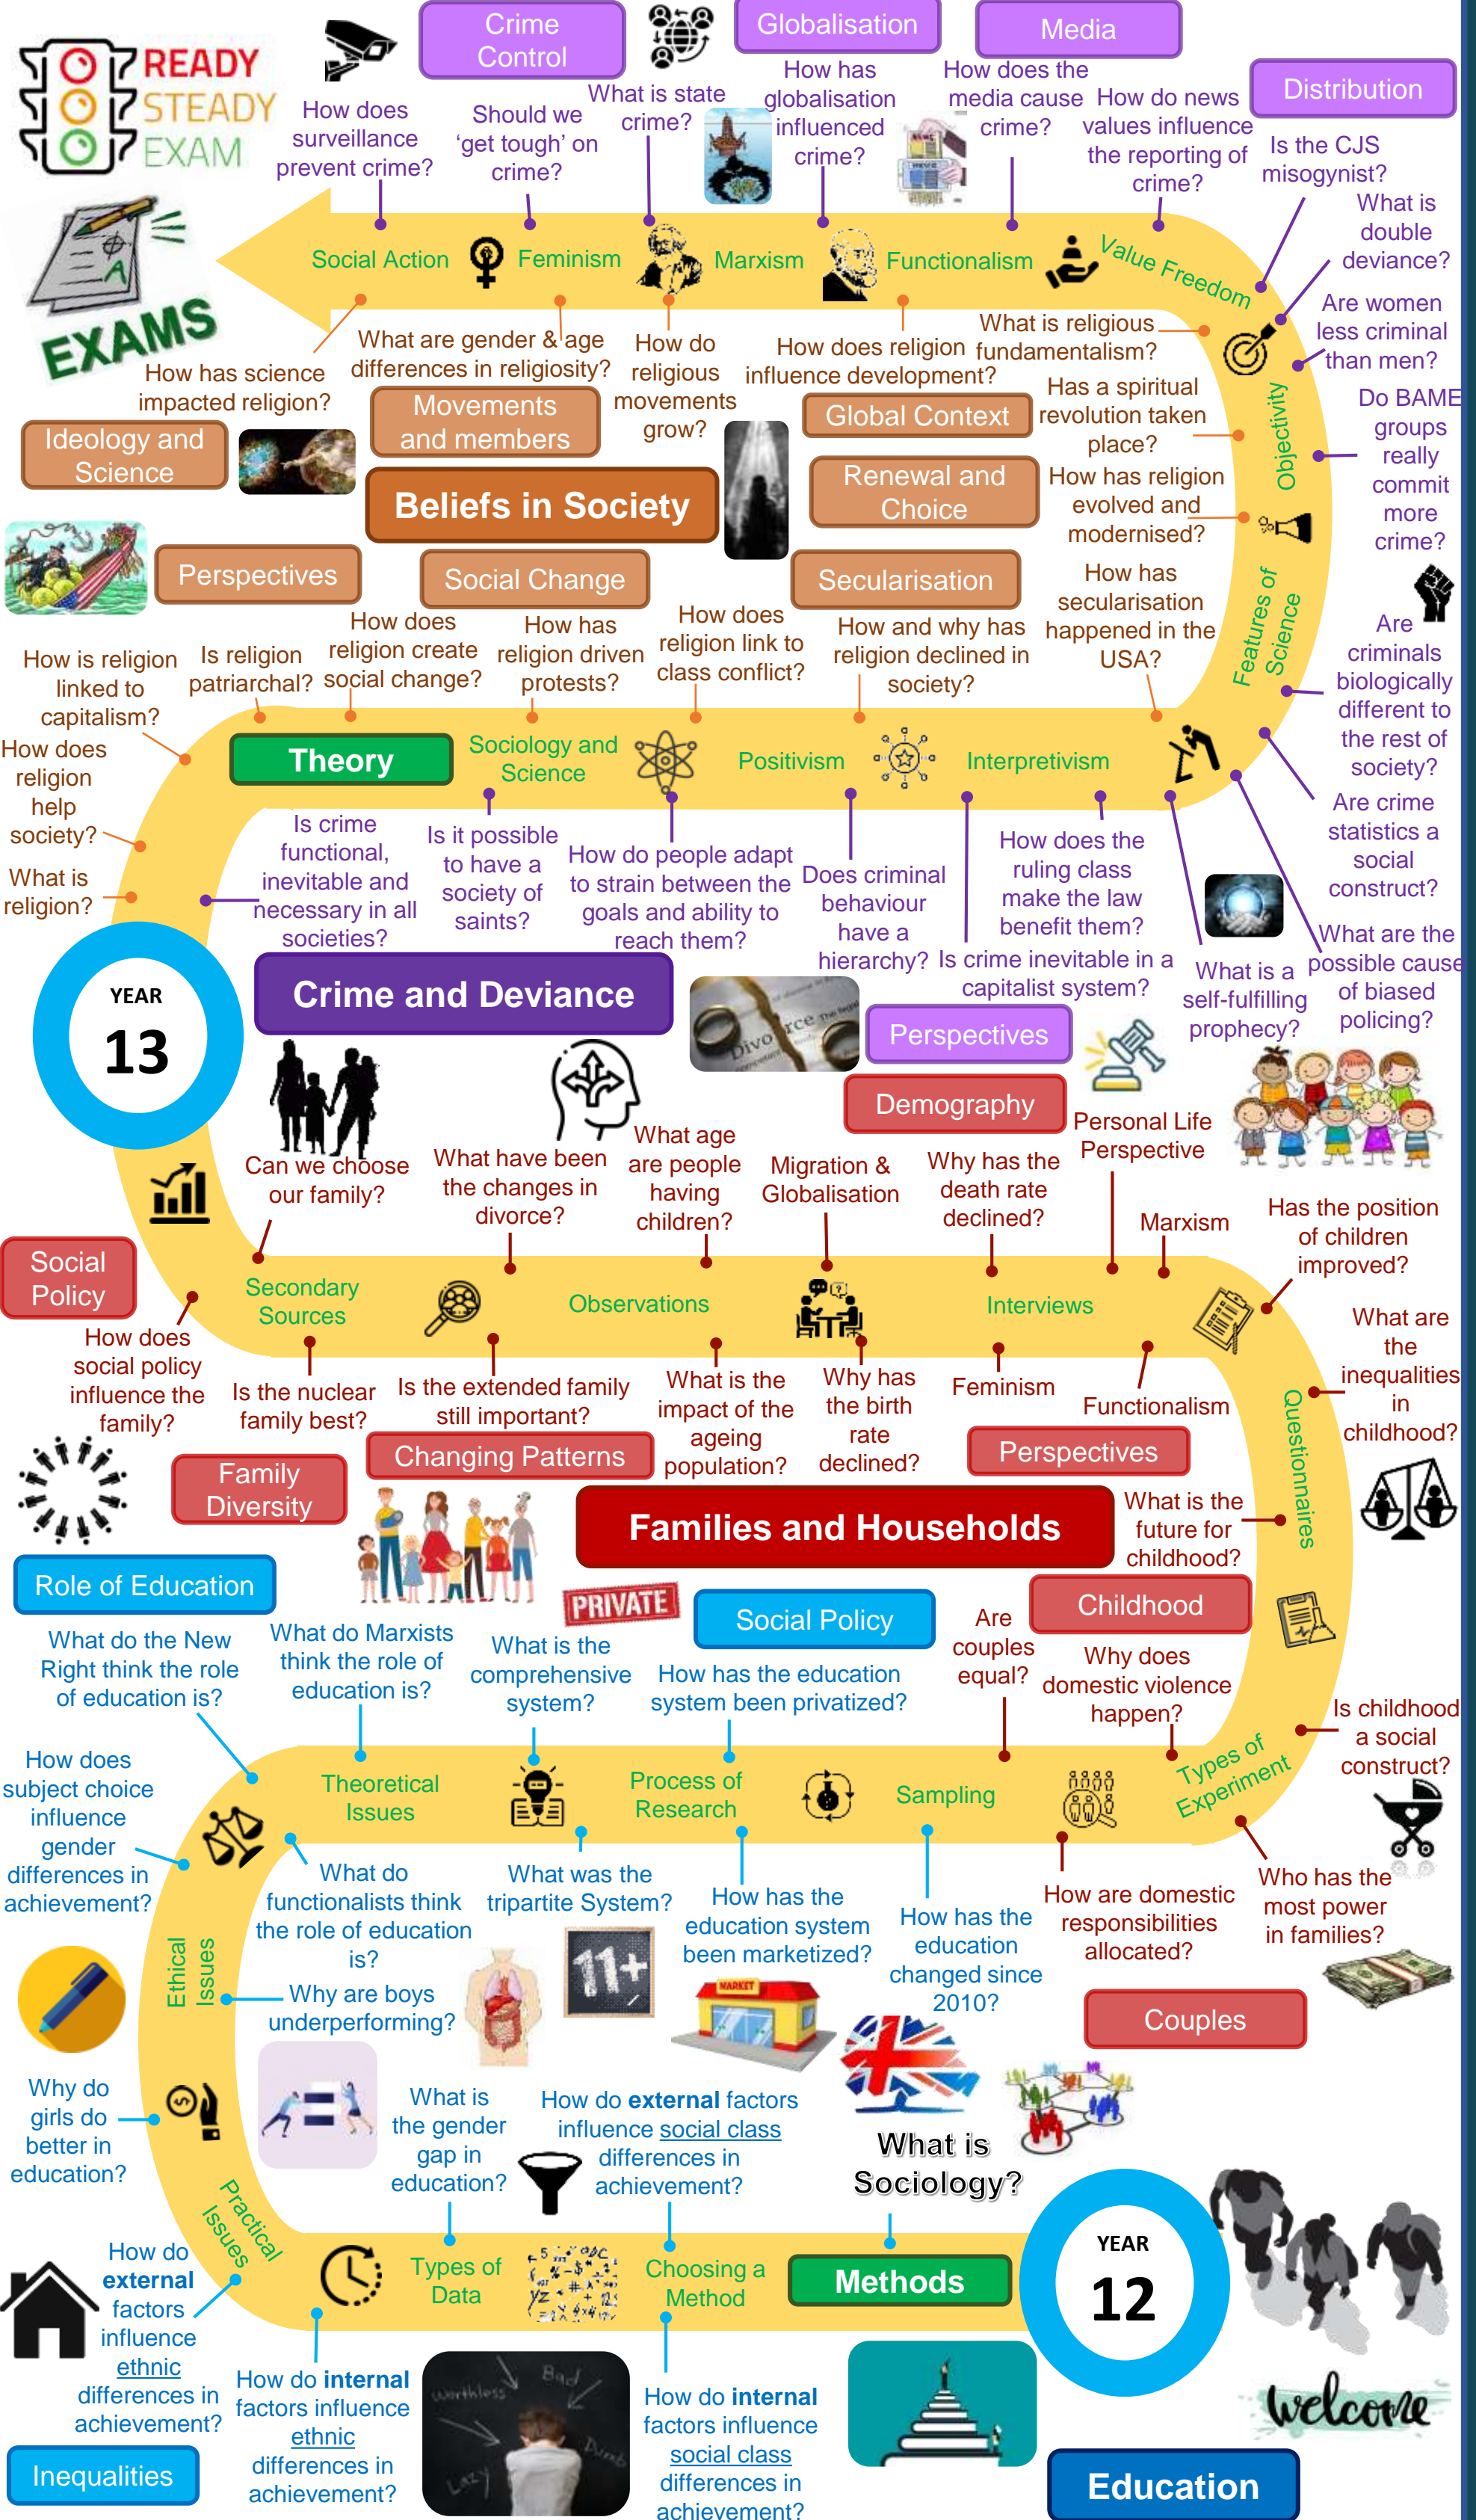 READY
STEADY
EXAM
Crime
Control
Globalisation
Media
Distribution
How does
surveillance
prevent crime?
Should we
‘get tough’ on
crime?
What is state
crime?
How has
globalisation
influenced
crime?
How does the
media cause
crime?
How do news
values influence
the reporting of
crime?
Is the CJS
misogynist?
What is
double
deviance?
Are women
less criminal
than men?
Do BAME
groups
really
commit
more
crime?
EXAMS
Social Action
Feminism
Marxism
Functionalism
Value Freedom
Objectivity
Features of
Science
How has science
impacted religion?
What are gender & age
differences in religiosity?
How do
religious
movements
grow?
How does religion
influence development?
What is religious
fundamentalism?
Has a spiritual
revolution taken
place?
How has religion
evolved and
modernised?
Ideology and
Science
Movements
and members
Global Context
Beliefs in Society
Renewal and
Choice
Perspectives
Social Change
Secularisation
How has
secularisation
happened in the
USA?
Are
criminals
biologically
different to
the rest of
society?
Are crime
statistics a
social
construct?
What are the
possible cause
of biased
policing?
How is religion
linked to
capitalism?
Is religion
patriarchal?
How does
religion create
social change?
How has
religion driven
protests?
How does
religion link to
class conflict?
How and why has
religion declined in
society?
How does
religion
help
society?
What is
religion?
Theory
Sociology and
Science
Positivism
Interpretivism
Is crime
functional,
inevitable and
necessary in all
societies?
Is it possible
to have a
society of
saints?
How do people adapt
to strain between the
goals and ability to
reach them?
Does criminal
behaviour
have a
hierarchy?
How does the
ruling class
make the law
benefit them?
Is crime inevitable in a
capitalist system?
What is a
self-fulfilling
prophecy?
YEAR
13
Crime and Deviance
Divorce
Perspectives
Demography
Can we choose
our family?
What have been
the changes in
divorce?
What age
are people
having
children?
Migration &
Globalisation
Why has the
death rate
declined?
Personal Life
Perspective
Marxism
Has the position
of children
improved?
What are
the
inequalities
in
childhood?
Social
Policy
Secondary
Sources
Observations
Interviews
Questionnaires
How does
social policy
influence the
family?
Is the nuclear
family best?
Is the extended family
still important?
What is the
impact of the
ageing
population?
Why has
the birth
rate
declined?
Feminism
Functionalism
Family
Diversity
Changing Patterns
Perspectives
Families and Households
What is the
future for
childhood?
Childhood
Role of Education
PRIVATE
Social Policy
What do the New
Right think the role
of education is?
What do Marxists
think the role of
education is?
What is the
comprehensive
system?
How has the education
system been privatized?
Are
couples
equal?
Why does
domestic violence
happen?
Is childhood
a social
construct?
How does
subject choice
influence
gender
differences in
achievement?
Theoretical
Issues
Process of
Research
Sampling
Types of
Experiment
What do
functionalists think
the role of education
is?
What was the
tripartite System?
How has the
education system
been marketized?
How has the
education
changed since
2010?
How are domestic
responsibilities
allocated?
Who has the
most power
in families?
Ethical
Issues
Why are boys
underperforming?
11+
MARKET
Couples
Why do
girls do
better in
education?
What is
the gender
gap in
education?
How do external factors
influence social class
differences in
achievement?
What is
Sociology?
Practical
Issues
How do
external
factors
influence
ethnic
differences in
achievement?
Types of
Data
Choosing a
Method
Methods
YEAR
12
How do internal
factors influence
ethnic
differences in
achievement?
worthless
Bad
Lazy
Dumb
How do internal
factors influence
social class
differences in
achievement?
welcome
Inequalities
Education